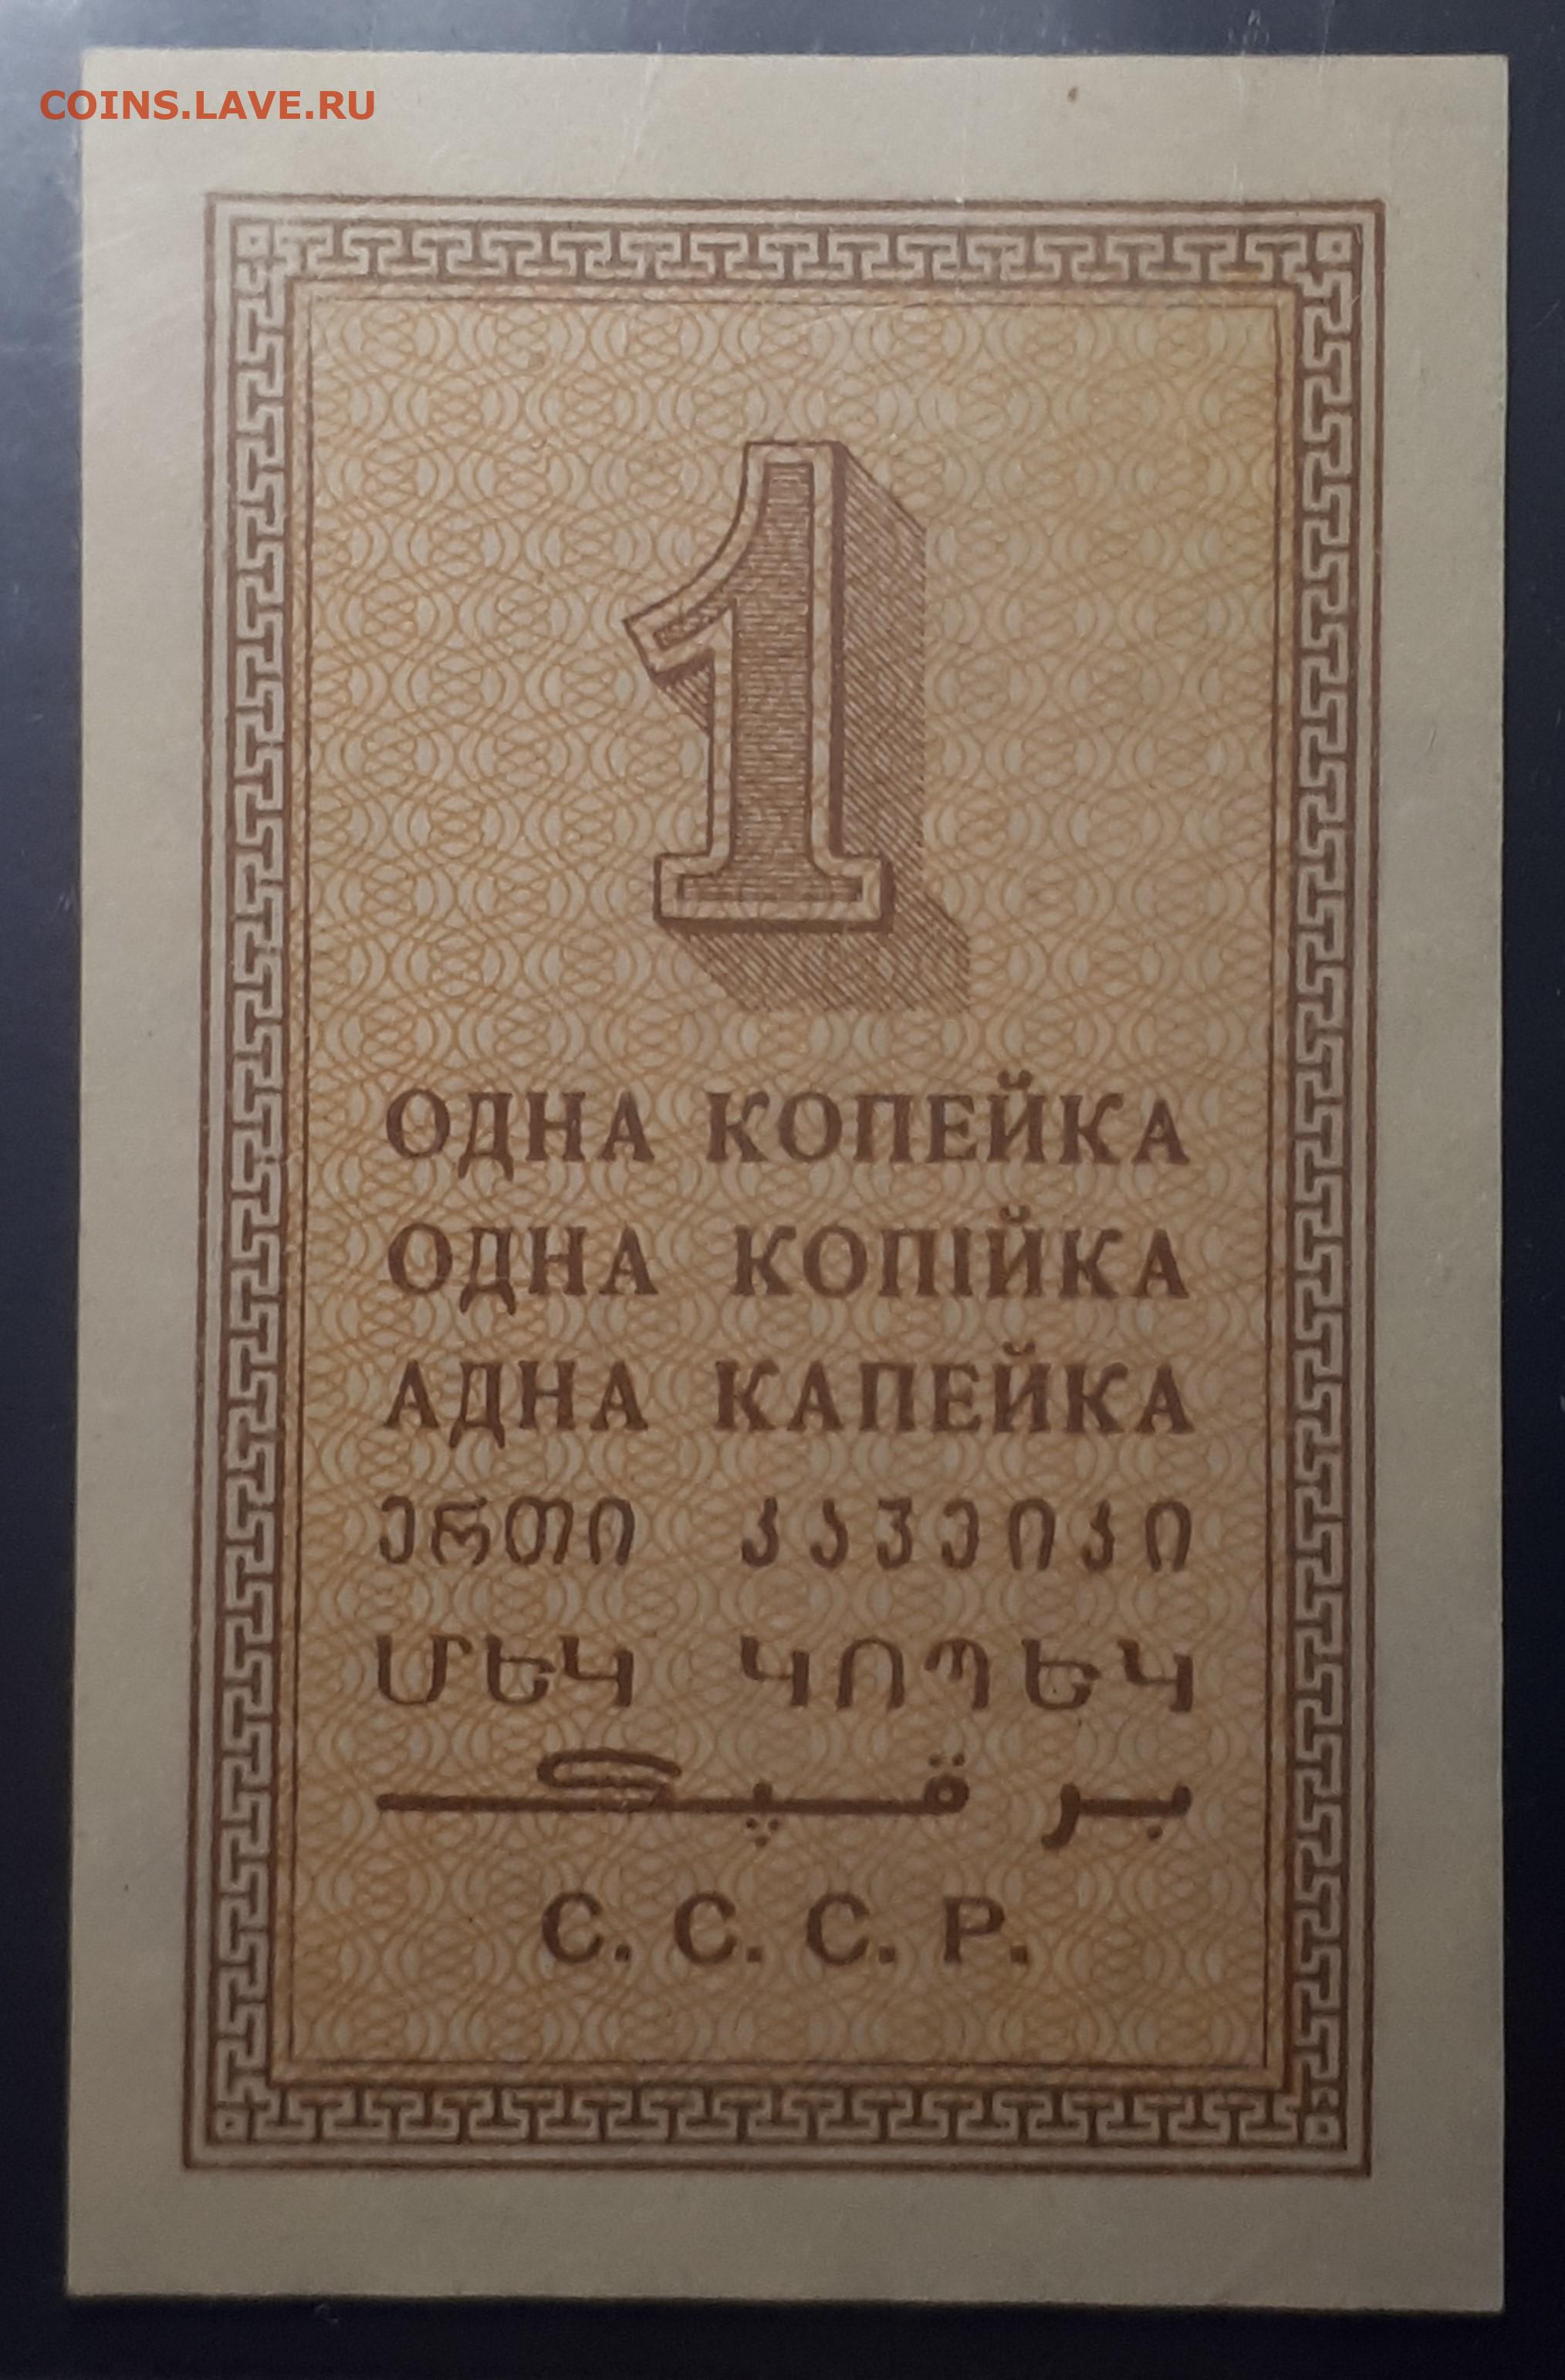 COINS.LAVE.RU
1
ОДНА КОПЕЙКА
ОДНА КОПІЙКА
АДНА КАПЕЙКА
ერთი კაპეიკი
ՄԵԿ ԿՈՊԵԿ
بر قپك
С. С. С. Р.